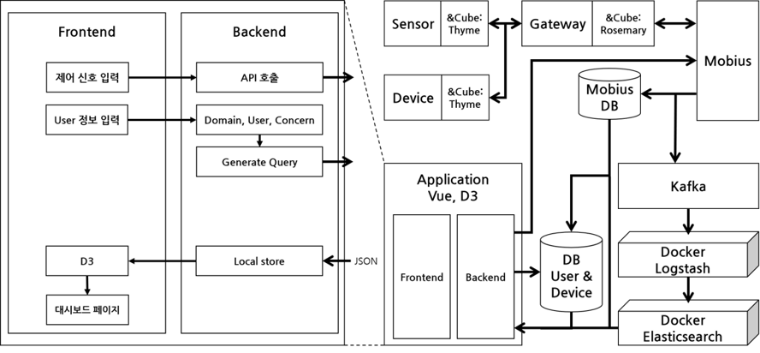 Frontend
Backend
제어 신호 입력
API 호출
User 정보 입력
Domain, User, Concern
Generate Query
D3
Local store
JSON
대시보드 페이지
Sensor
&Cube:
Thyme
Gateway
&Cube:
Rosemary
Mobius
Device
&Cube:
Thyme
Mobius
DB
Application
Vue, D3
Frontend
Backend
DB
User &
Device
Kafka
Docker
Logstash
Docker
Elasticsearch